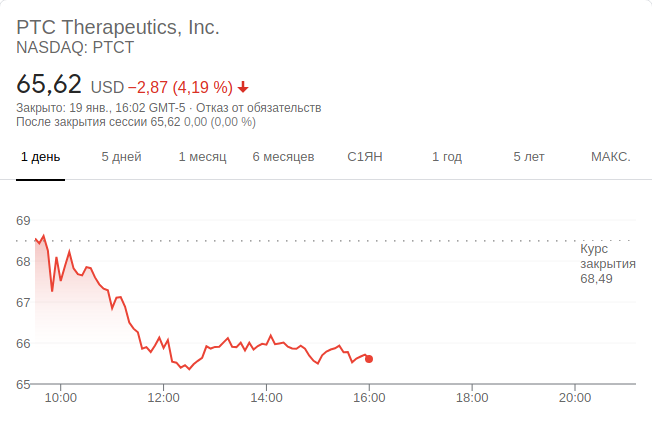 PTC Therapeutics, Inc.
NASDAQ: PTCT
65,62 USD −2,87 (4,19 %)
Закрыто: 19 янв., 16:02 GMT-5 · Отказ от обязательств
После закрытия сессии 65,62 0,00 (0,00 %)
1 день 5 дней 1 месяц 6 месяцев С1ЯН 1 год 5 лет МАКС.
69
68
67
66
65
Курс
закрытия
68,49
10:00 12:00 14:00 16:00 18:00 20:00